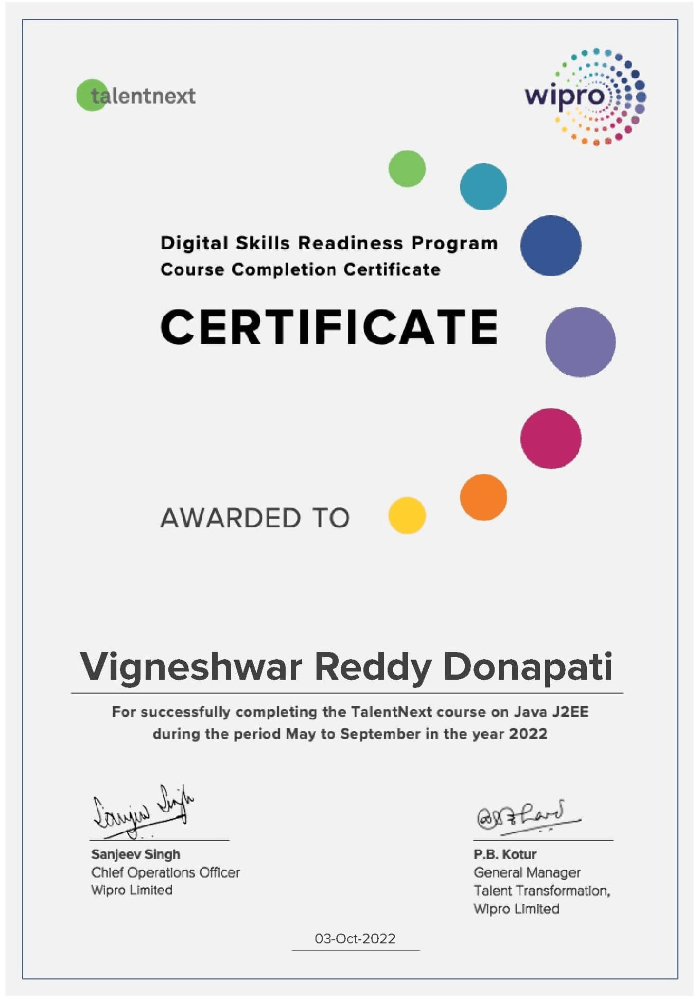 talentnext
wipro
Digital Skills Readiness Program
Course Completion Certificate
CERTIFICATE
AWARDED TO
Vigneshwar Reddy Donapati
For successfully completing the TalentNext course on Java J2EE
during the period May to September in the year 2022
Sanjeev Singh
Sanjeev Singh
Chief Operations Officer
Wipro Limited
P.B. Kotur
General Manager
Talent Transformation,
Wipro Limited
03-Oct-2022